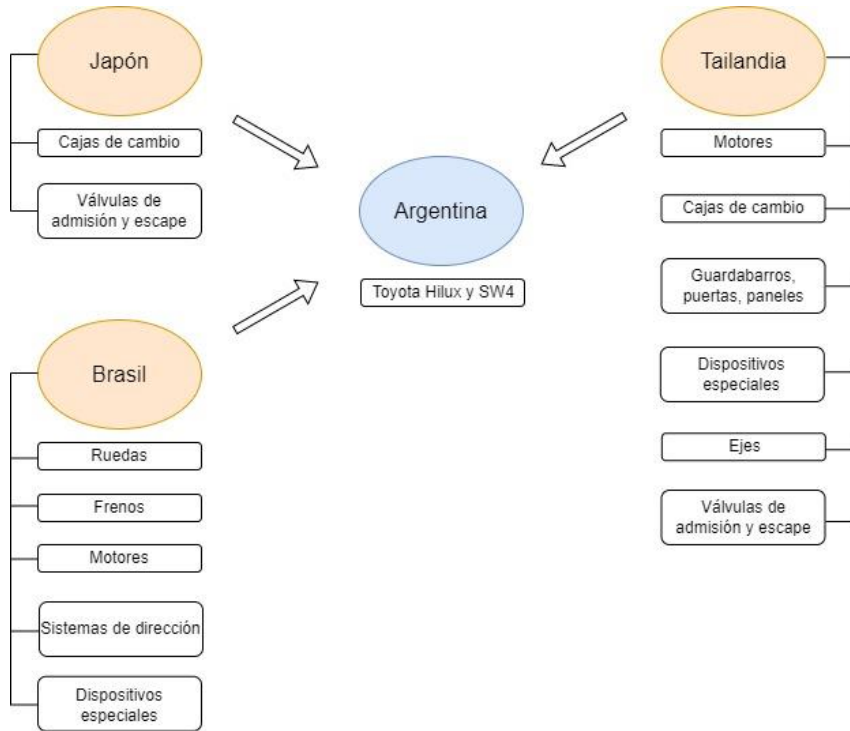 Japón
Cajas de cambio
Válvulas de
admisión y escape
Tailandia
Motores
Cajas de cambio
Guardabarros,
puertas, paneles
Dispositivos
especiales
Ejes
Válvulas de
admisión y escape
Argentina
Toyota Hilux y SW4
Brasil
Ruedas
Frenos
Motores
Sistemas de dirección
Dispositivos
especiales